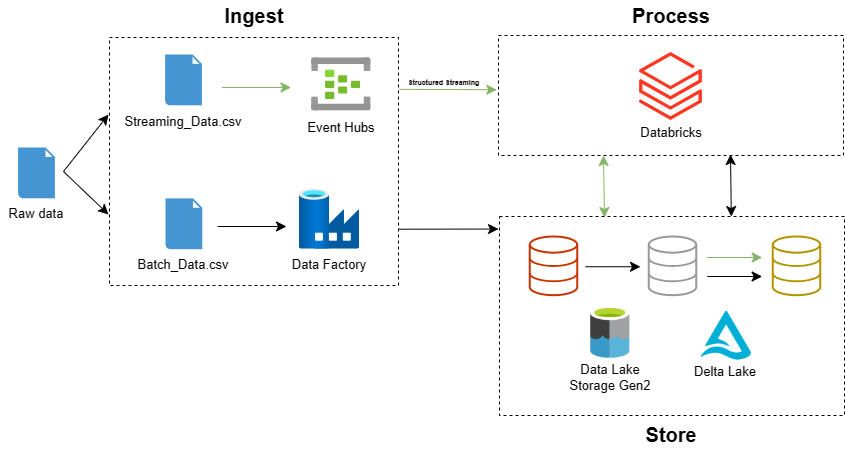 Ingest
Process
Streaming_Data.csv
Event Hubs
Structured Streaming
Databricks
Raw data
Batch_Data.csv
Data Factory
Data Lake
Storage Gen2
Delta Lake
Store